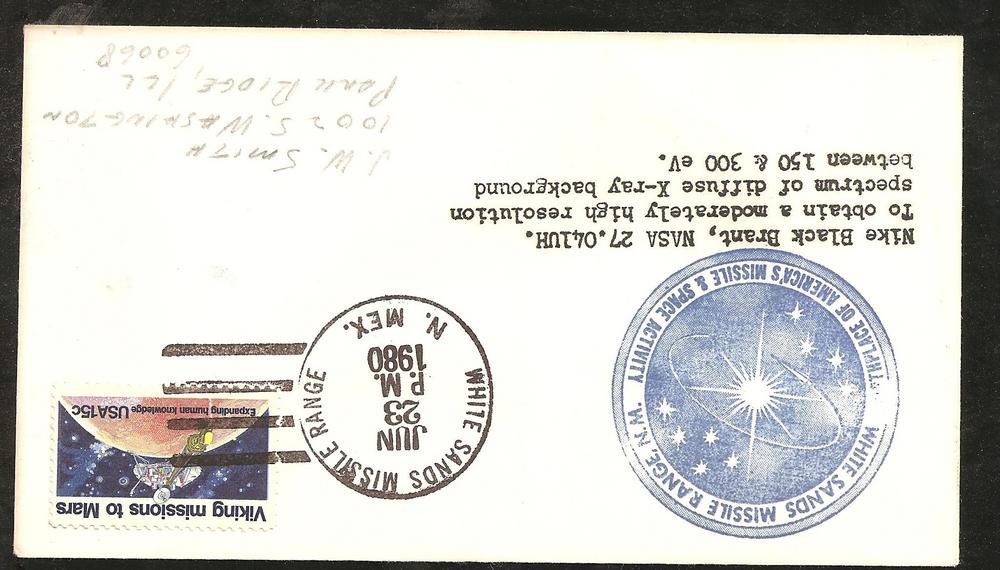 WHITE SANDS MISSILE RANGE N.M.
THPLACE OF AMERICA'S MISSILE & SPACE ACTIVITY
WHITE SANDS MISSILE RANGE
N. MEX.
JUN
23
P.M.
1980
Viking missions to Mars
Expanding human knowledge USA15c
Nike Black Brant, NASA 27.041UH.
To obtain a moderately high resolution
spectrum of diffuse X-ray background
between 150 & 300 eV.
J. W. SMITH
1002 S. WASHINGTON
PARK RIDGE, ILL
60068